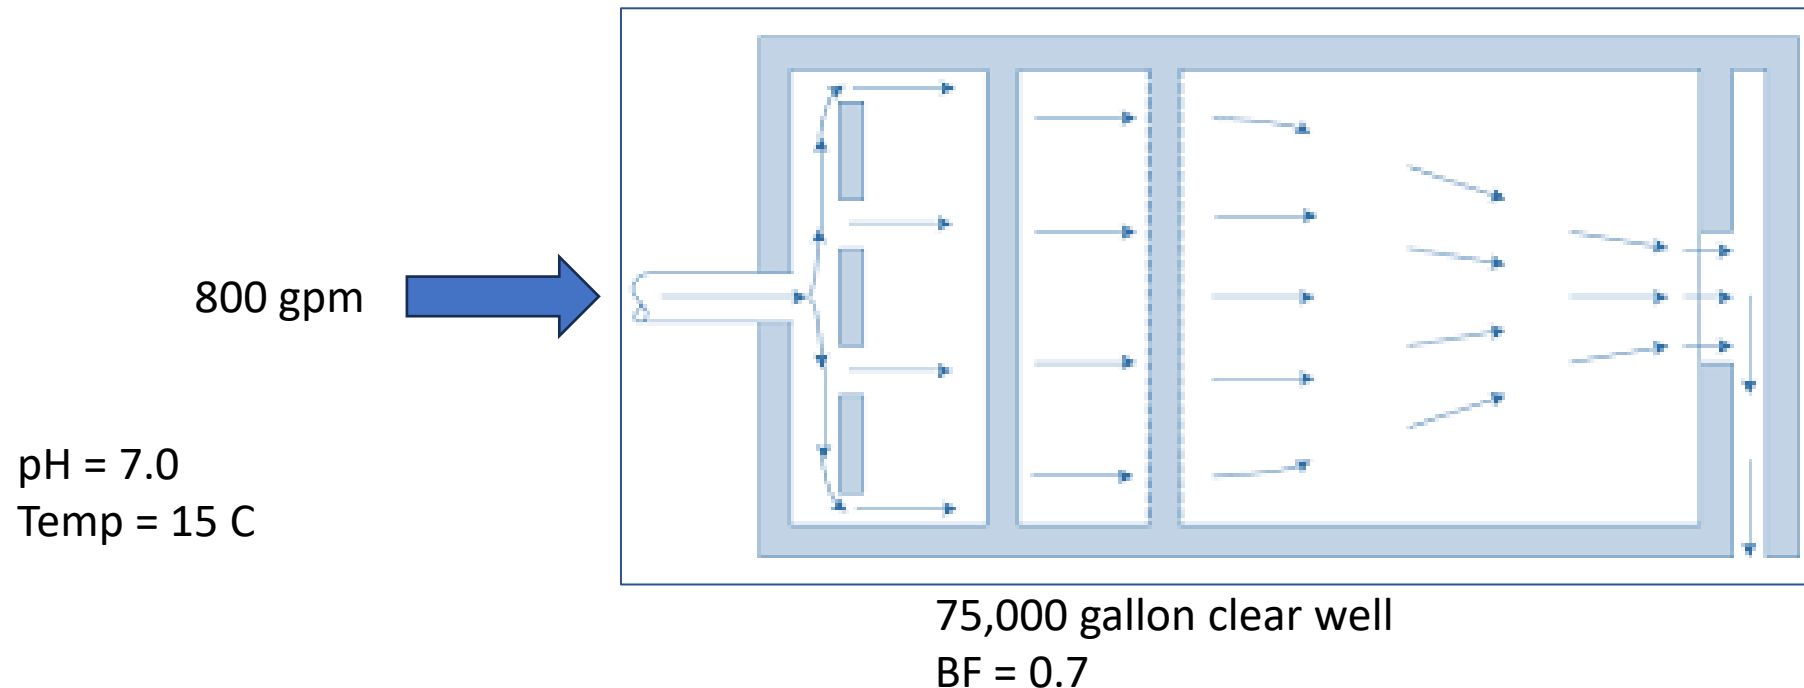 800 gpm
pH = 7.0
Temp = 15 C
75,000 gallon clear well
BF = 0.7